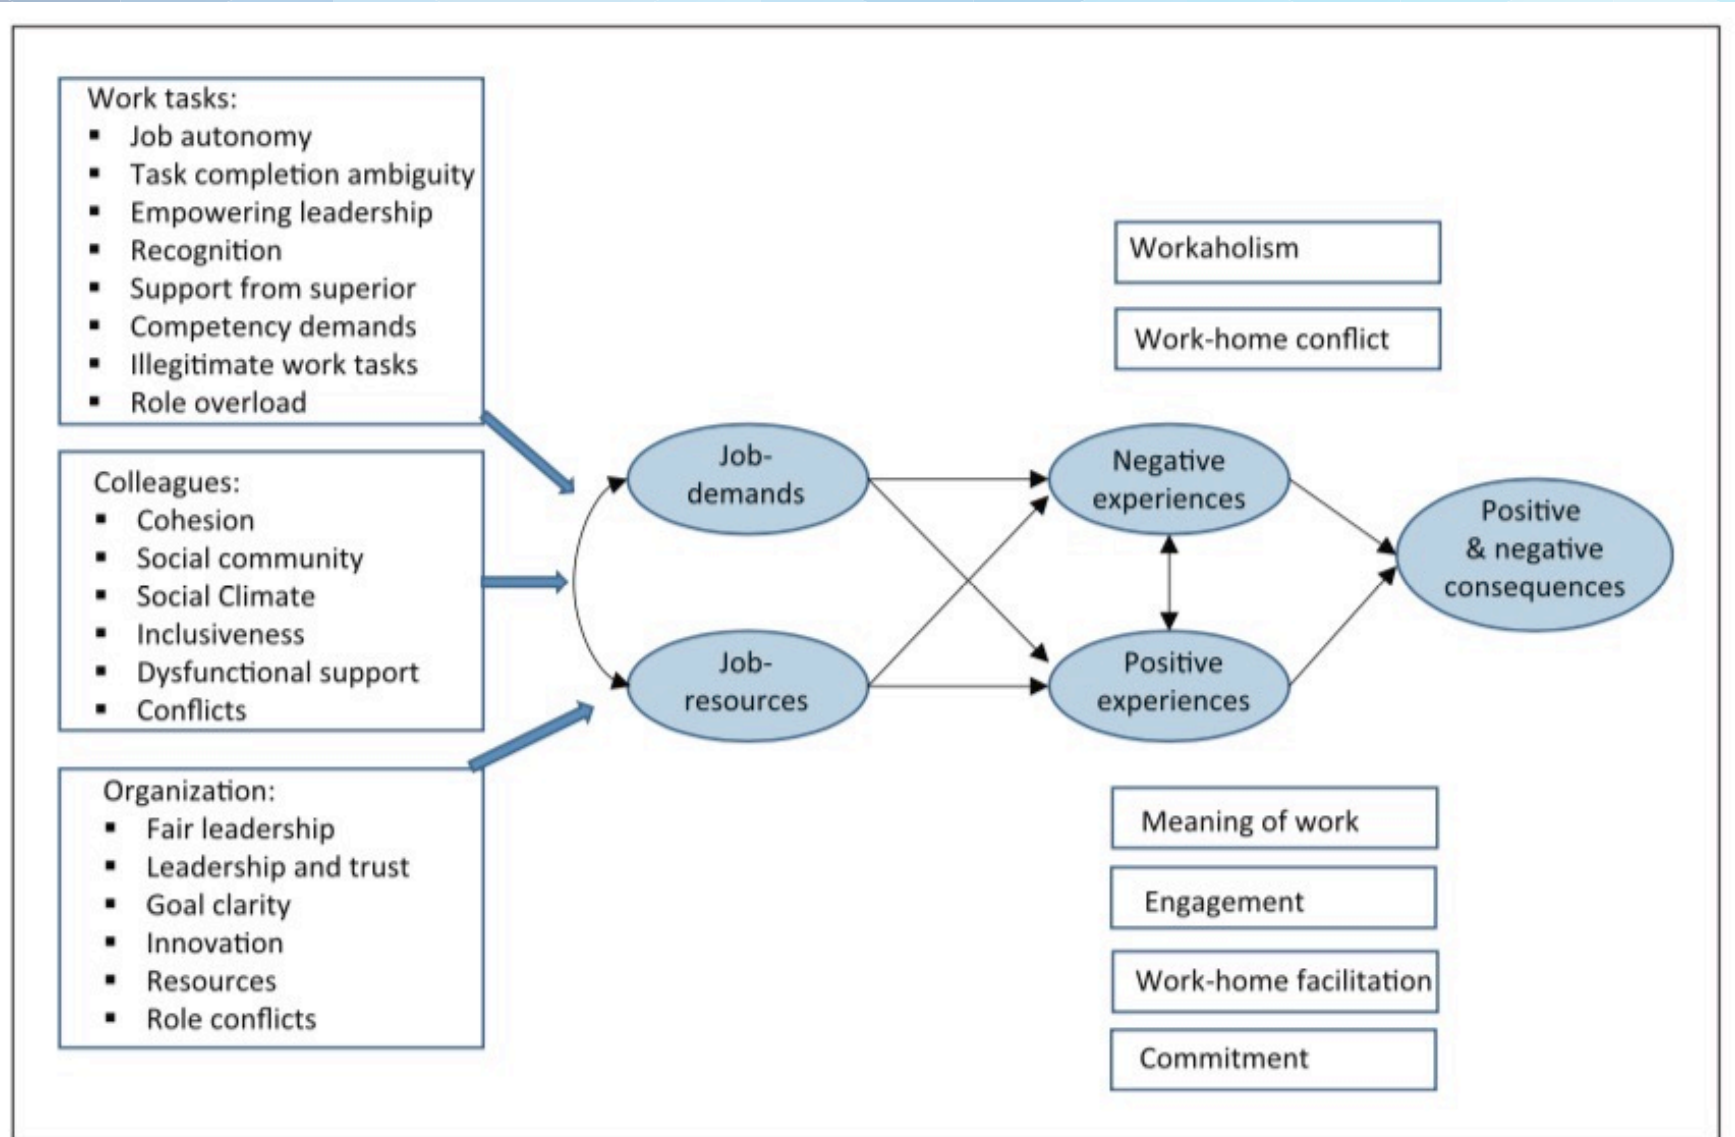 Work tasks:
▪ Job autonomy
▪ Task completion ambiguity
▪ Empowering leadership
▪ Recognition
▪ Support from superior
▪ Competency demands
▪ Illegitimate work tasks
▪ Role overload
Colleagues:
▪ Cohesion
▪ Social community
▪ Social Climate
▪ Inclusiveness
▪ Dysfunctional support
▪ Conflicts
Organization:
▪ Fair leadership
▪ Leadership and trust
▪ Goal clarity
▪ Innovation
▪ Resources
▪ Role conflicts
Job-
demands
Job-
resources
Workaholism
Work-home conflict
Negative
experiences
Positive
experiences
Meaning of work
Engagement
Work-home facilitation
Commitment
Positive
& negative
consequences